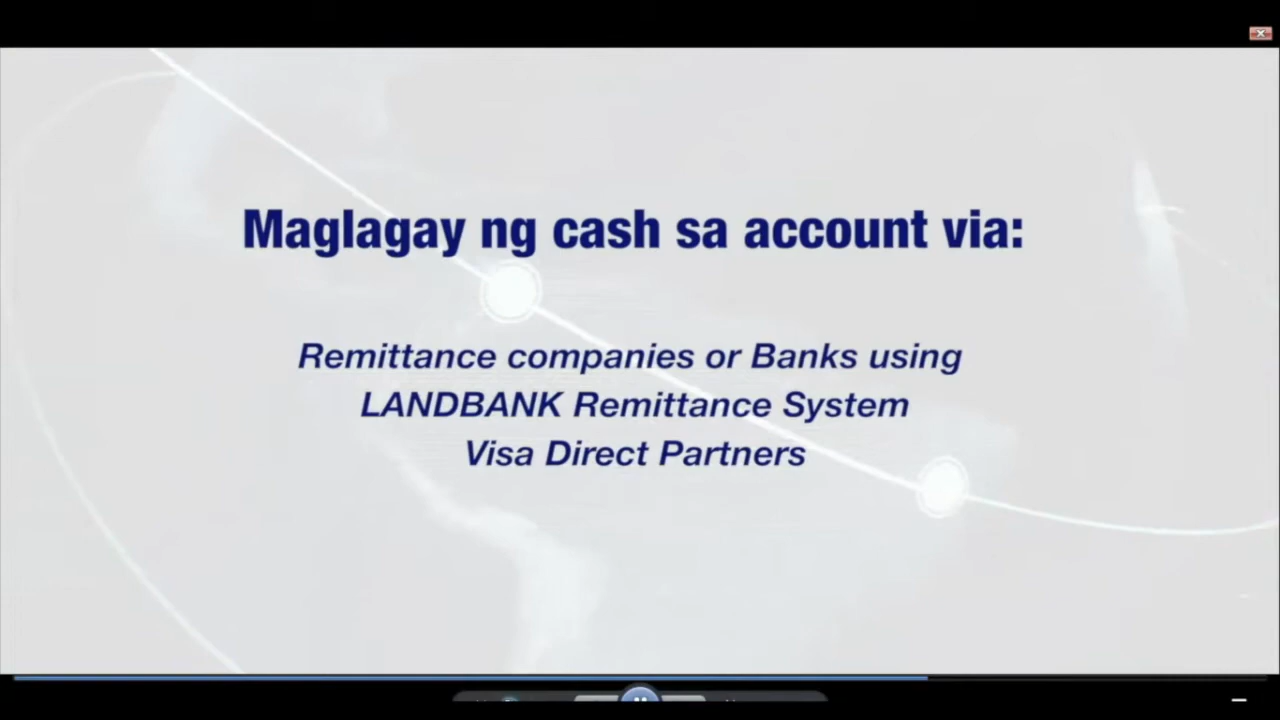 Maglagay ng cash sa account via:
Remittance companies or Banks using
LANDBANK Remittance System
Visa Direct Partners